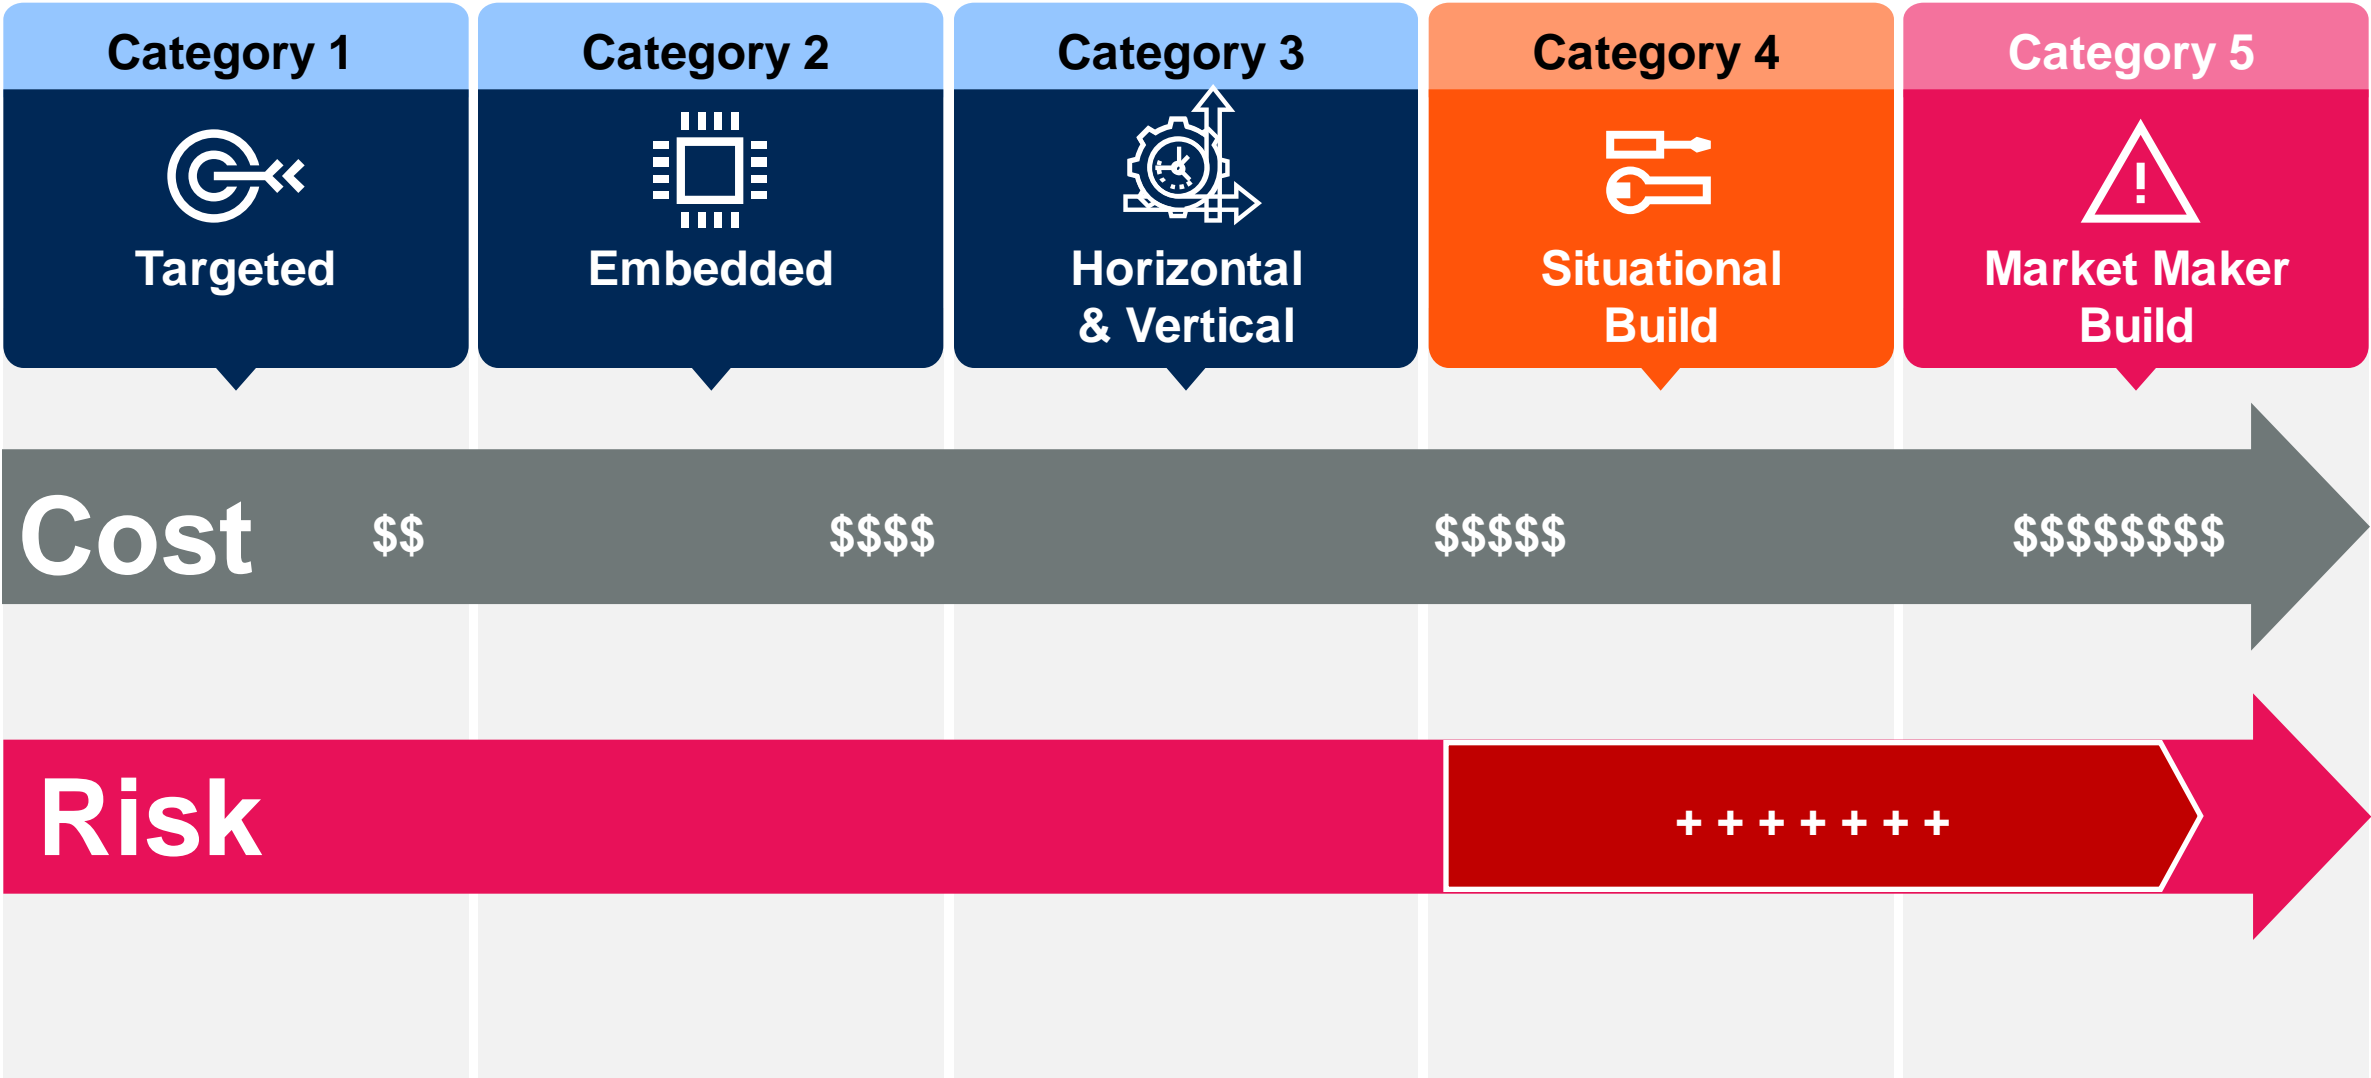 Category 1
Category 2
Category 3
Category 4
Category 5
Targeted
Embedded
Horizontal
& Vertical
Situational
Build
Market Maker
Build
Cost $$ $$$$ $$$$$ $$$$$$$$
Risk + + + + + + +